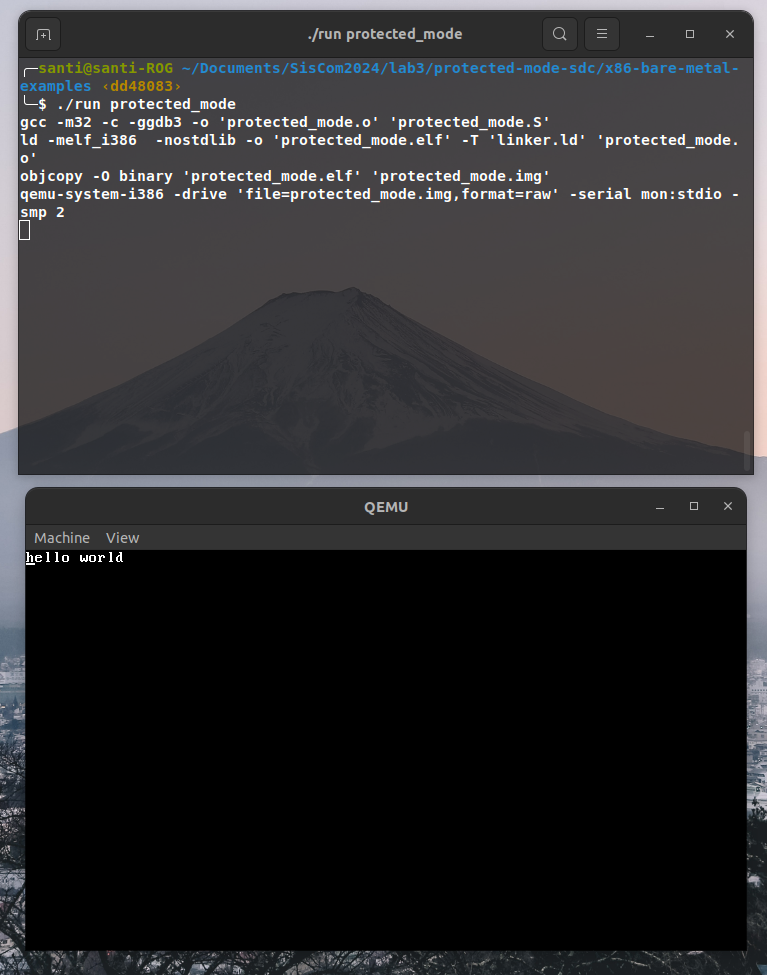 ./run protected_mode
╭─santi@santi-ROG ~/Documents/SisCom2024/lab3/protected-mode-sdc/x86-bare-metal-
examples ‹dd48083›
╰─$ ./run protected_mode
gcc -m32 -c -ggdb3 -o 'protected_mode.o' 'protected_mode.S'
ld -melf_i386  -nostdlib -o 'protected_mode.elf' -T 'linker.ld' 'protected_mode.
o'
objcopy -O binary 'protected_mode.elf' 'protected_mode.img'
qemu-system-i386 -drive 'file=protected_mode.img,format=raw' -serial mon:stdio -
smp 2
QEMU
Machine View
hello world